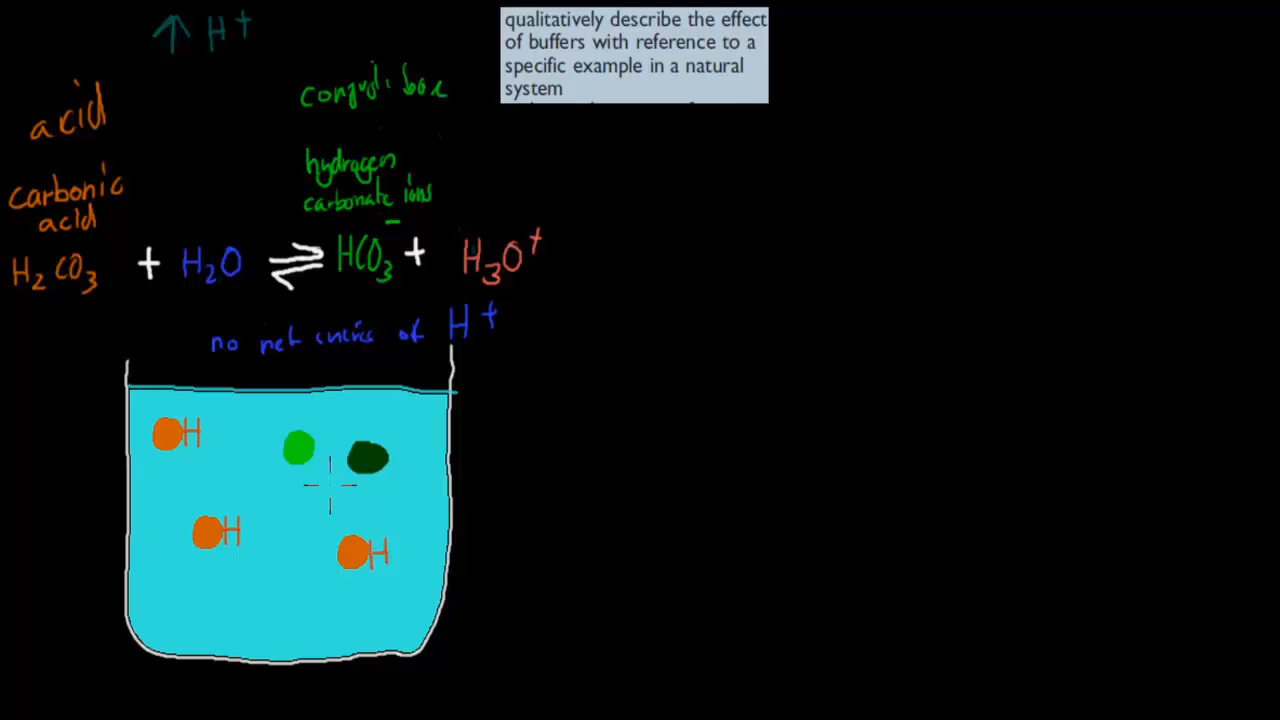 ↑ H+
qualitatively describe the effect
of buffers with reference to a
specific example in a natural
system
acid
base
carbonic
acid
hydrogen
carbonate ions
H₂CO₃ + H₂O ⇌ HCO₃⁻ + H₃O⁺
no net of H⁺
H
H
H